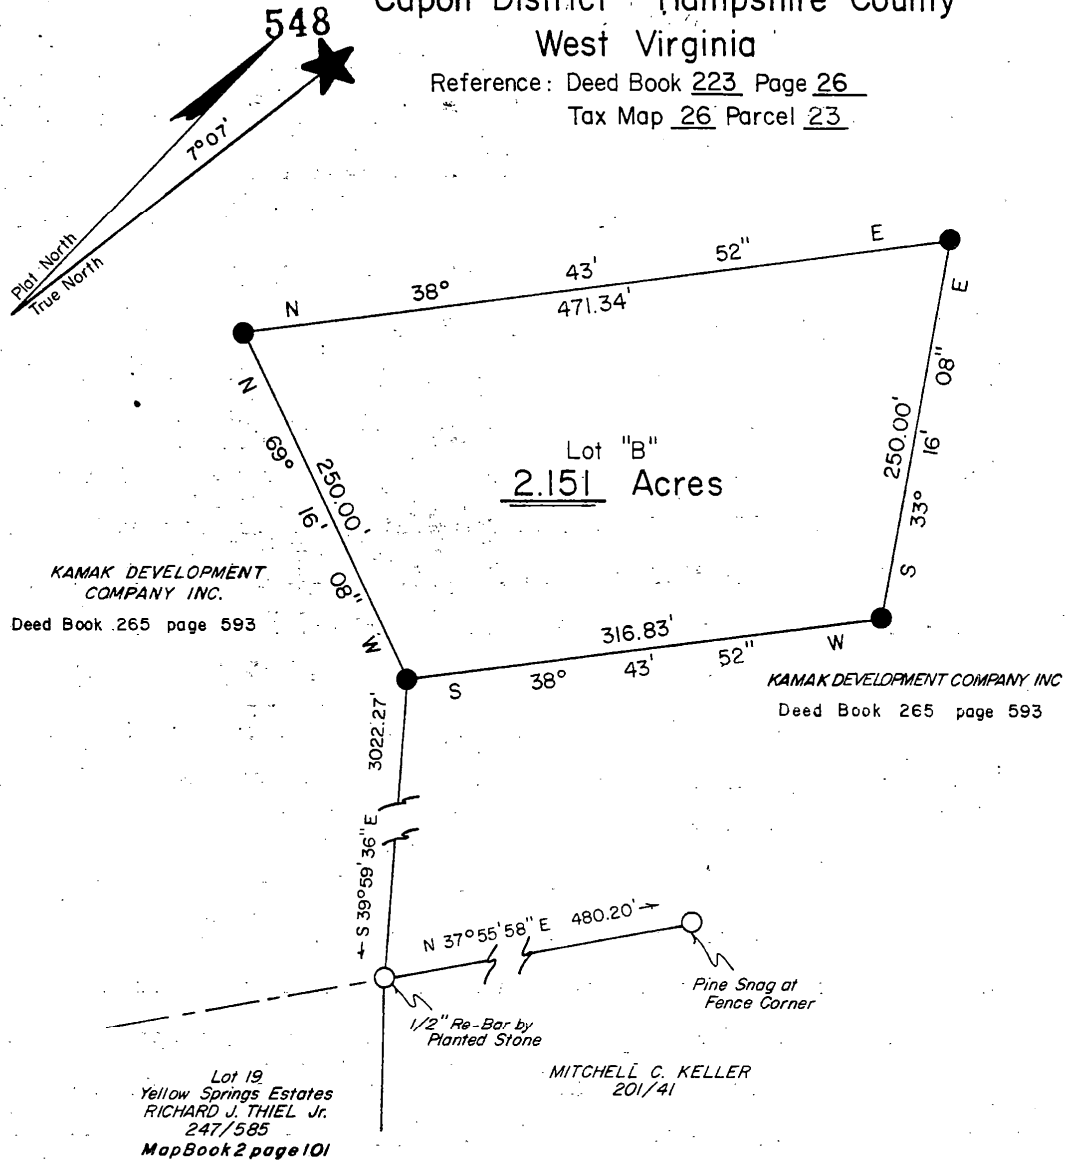 548
Capon District Hampshire County
West Virginia
Reference: Deed Book 223 Page 26
Tax Map 26 Parcel 23
7°07'
Plat North
True North
N 38° 43' 52" E
471.34'
S 33° 16' 08" E
250.00'
N 69° 16' 08" W
250.00'
Lot "B"
2.151 Acres
KAMAK DEVELOPMENT
COMPANY INC.
Deed Book 265 page 593
316.83'
S 38° 43' 52" W
KAMAK DEVELOPMENT COMPANY INC
Deed Book 265 page 593
3022.27'
S 39°59'36" E
N 37°55'58" E 480.20'
Pine Snag at
Fence Corner
1/2" Re-Bar by
Planted Stone
MITCHELL C. KELLER
201/41
Lot 19
Yellow Springs Estates
RICHARD J. THIEL Jr.
247/585
Map Book 2 page 101